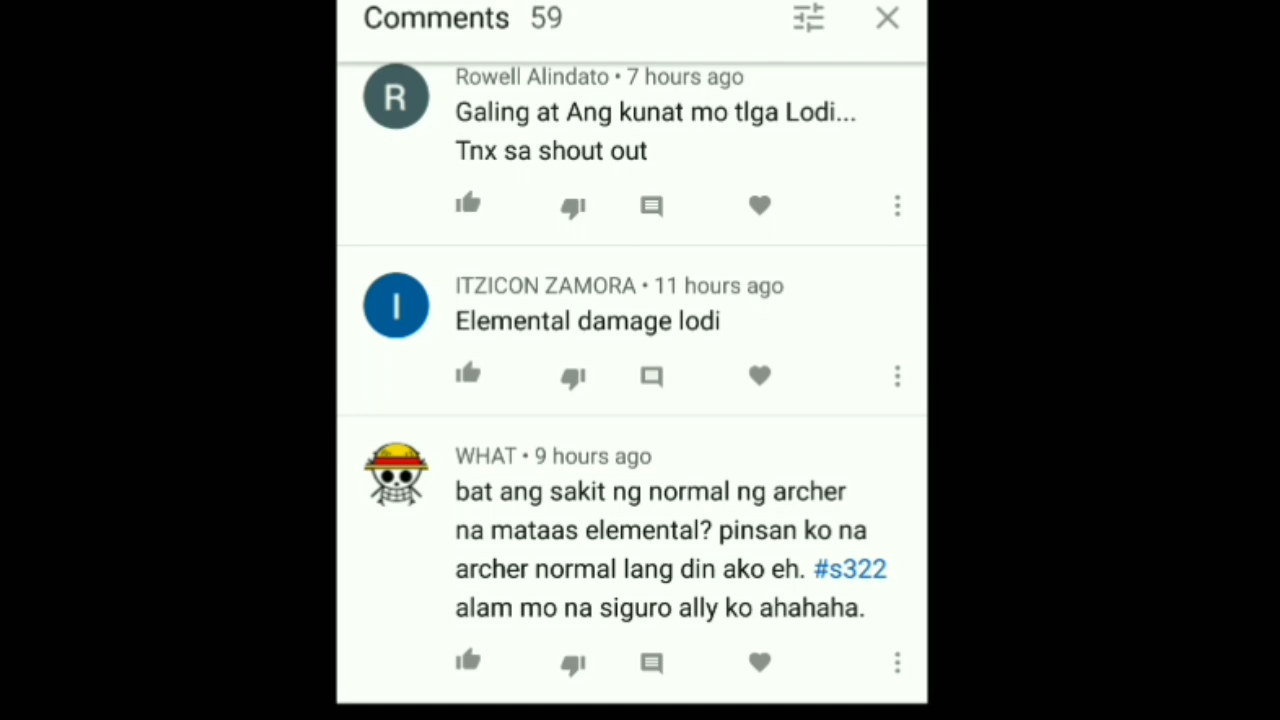 Comments 59
Rowell Alindato • 7 hours ago
Galing at Ang kunat mo tlga Lodi...
Tnx sa shout out
ITZICON ZAMORA • 11 hours ago
Elemental damage lodi
WHAT • 9 hours ago
bat ang sakit ng normal ng archer
na mataas elemental? pinsan ko na
archer normal lang din ako eh. #s322
alam mo na siguro ally ko ahahaha.